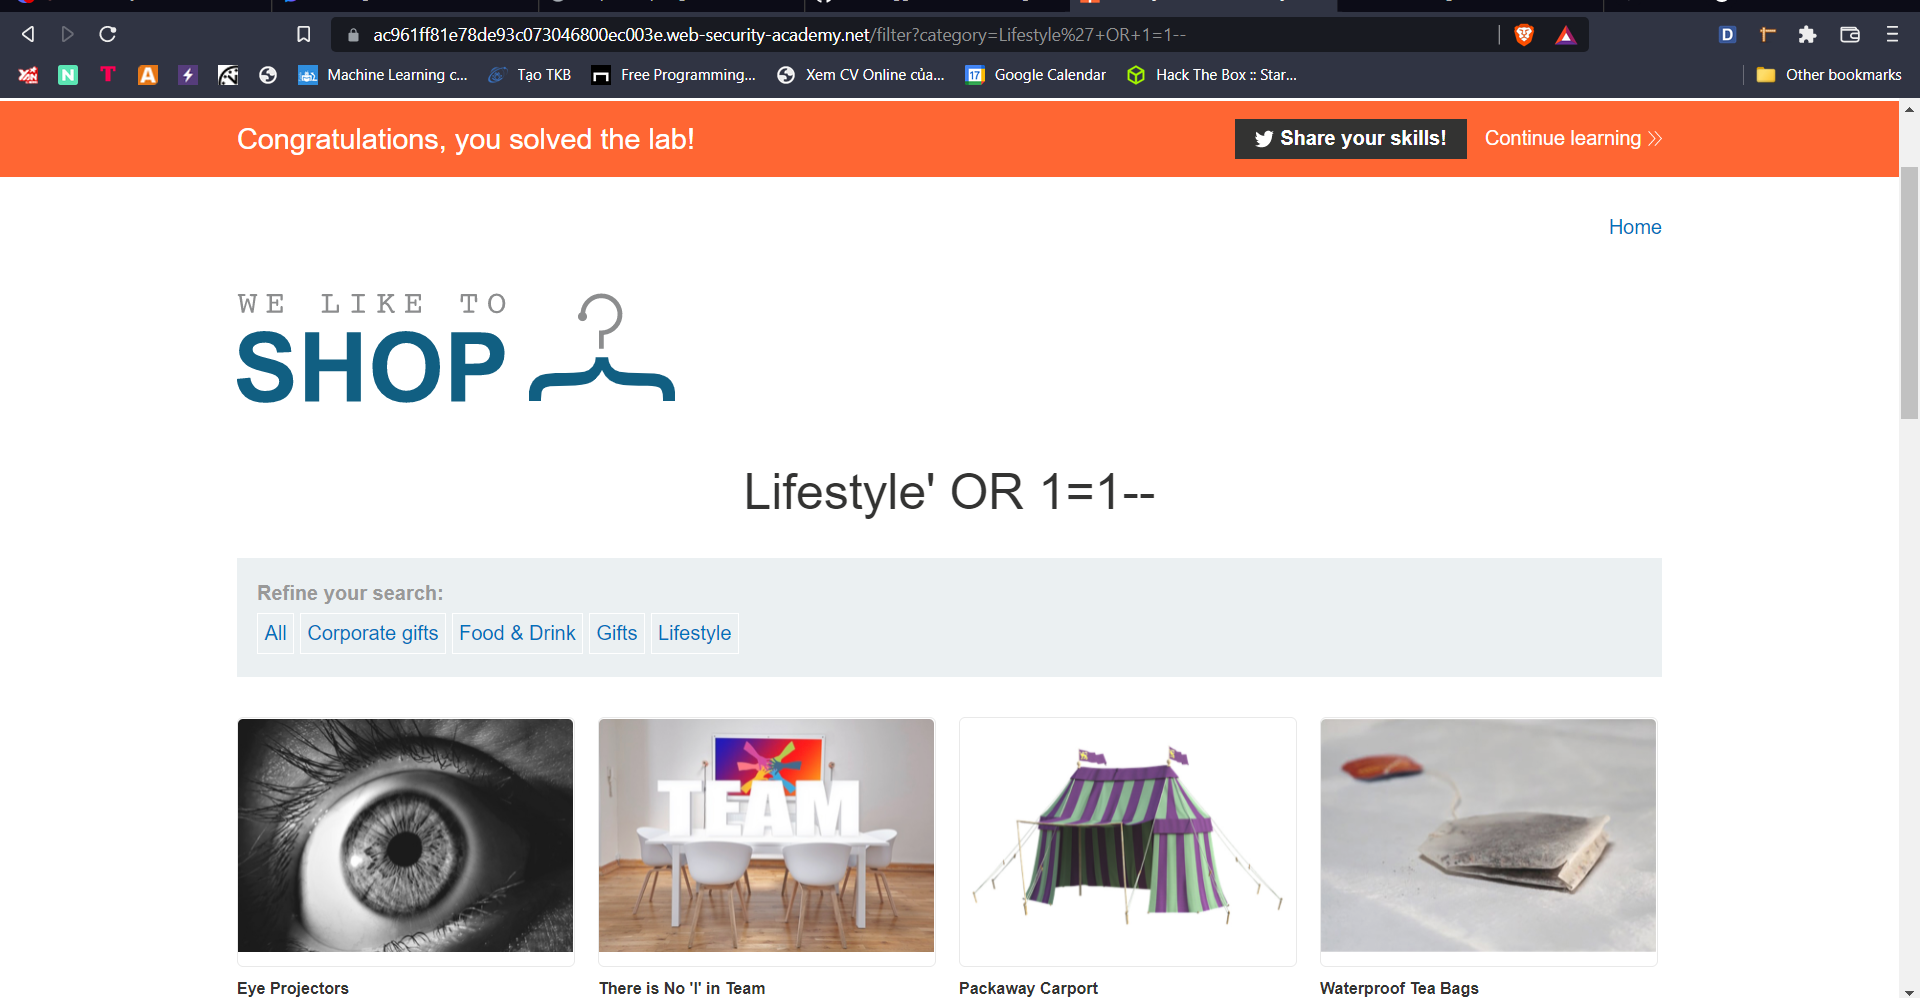 ac961ff81e78de93c073046800ec003e.web-security-academy.net/filter?category=Lifestyle%27+OR+1=1--
Machine Learning c... Tạo TKB Free Programming... Xem CV Online của... 17 Google Calendar Hack The Box :: Star... Other bookmarks
Congratulations, you solved the lab! Share your skills! Continue learning
Home
WE LIKE TO
SHOP
Lifestyle' OR 1=1--
Refine your search:
All Corporate gifts Food & Drink Gifts Lifestyle
TEAM
Eye Projectors There is No 'I' in Team Packaway Carport Waterproof Tea Bags